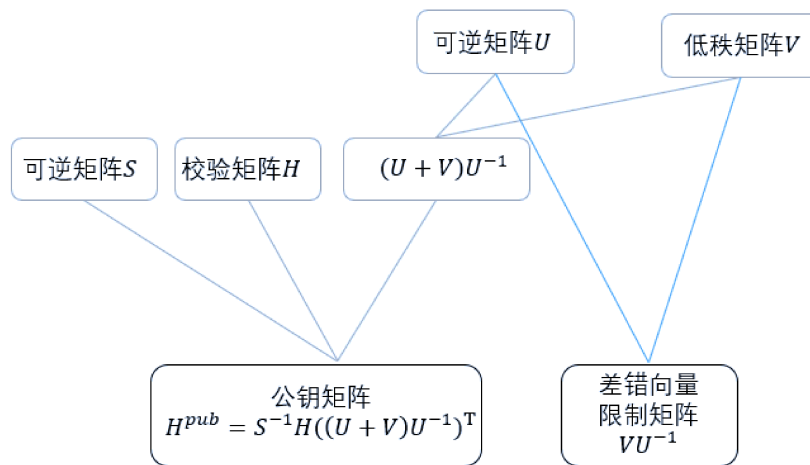 可逆矩阵U
低秩矩阵V
可逆矩阵S
校验矩阵H
(U + V)U⁻¹
公钥矩阵
Hᵖᵘᵇ = S⁻¹H((U + V)U⁻¹)ᵀ
差错向量
限制矩阵
VU⁻¹